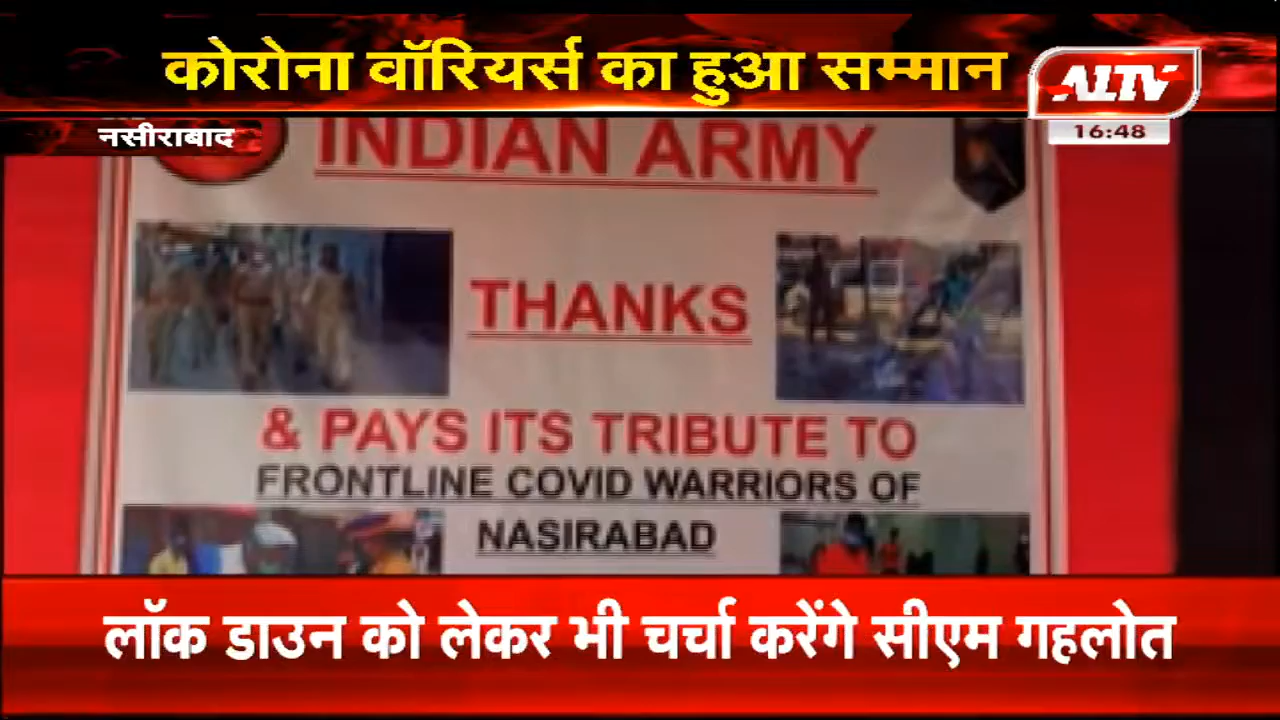 कोरोना वॉरियर्स का हुआ सम्मान
ALTV
16:48
नसीराबाद
INDIAN ARMY
THANKS
& PAYS ITS TRIBUTE TO
FRONTLINE COVID WARRIORS OF
NASIRABAD
लॉक डाउन को लेकर भी चर्चा करेंगे सीएम गहलोत